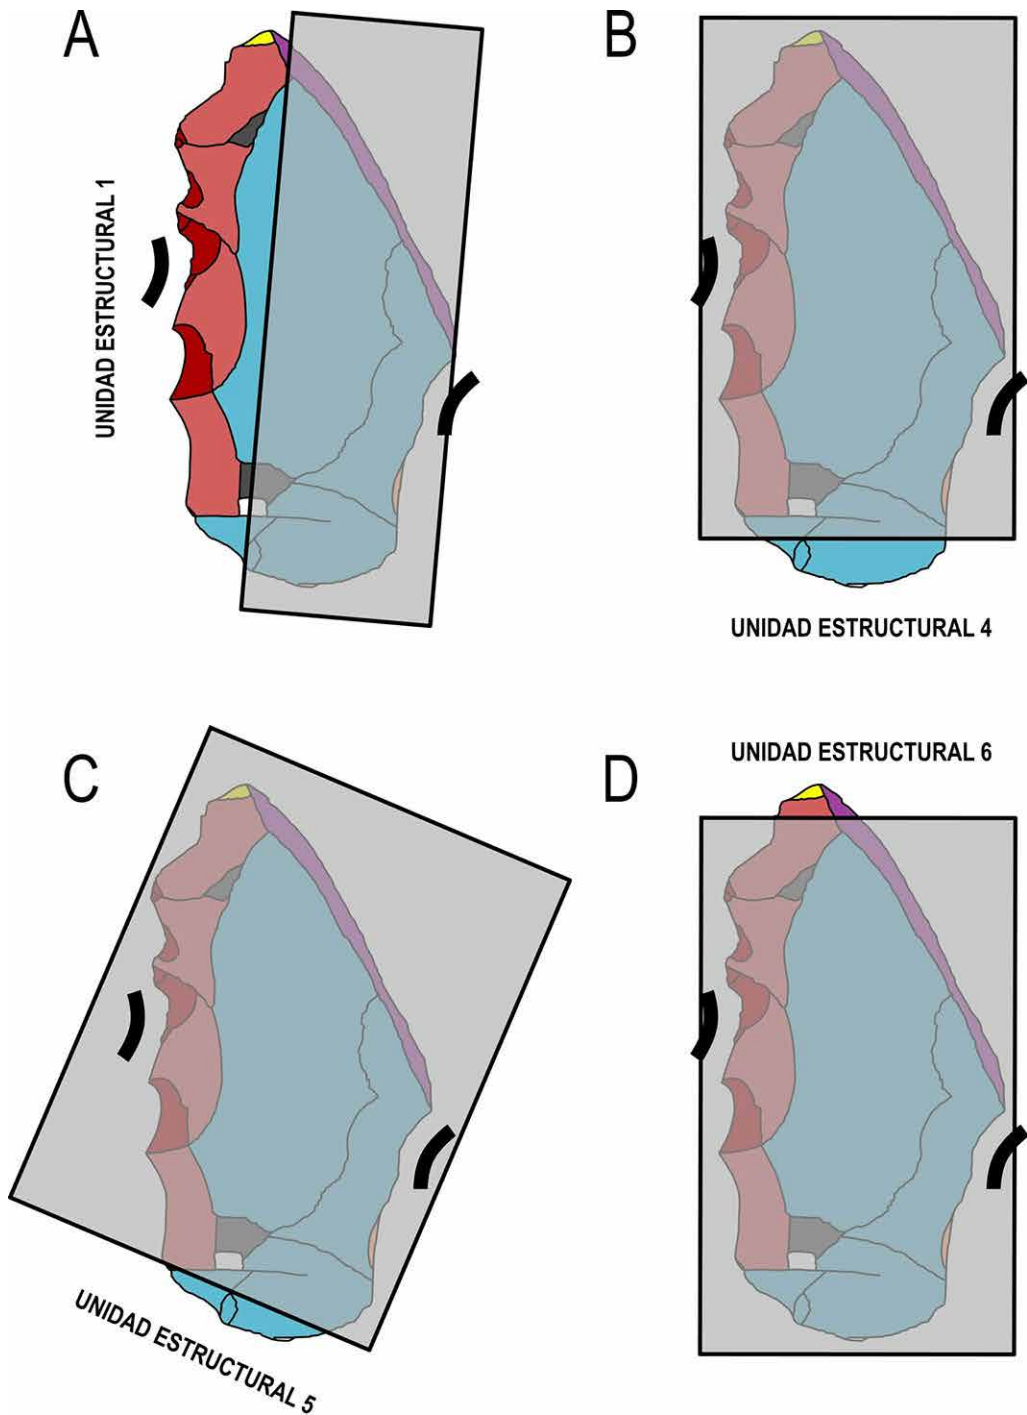 A
UNIDAD ESTRUCTURAL 1
B
UNIDAD ESTRUCTURAL 4
C
UNIDAD ESTRUCTURAL 5
UNIDAD ESTRUCTURAL 6
D